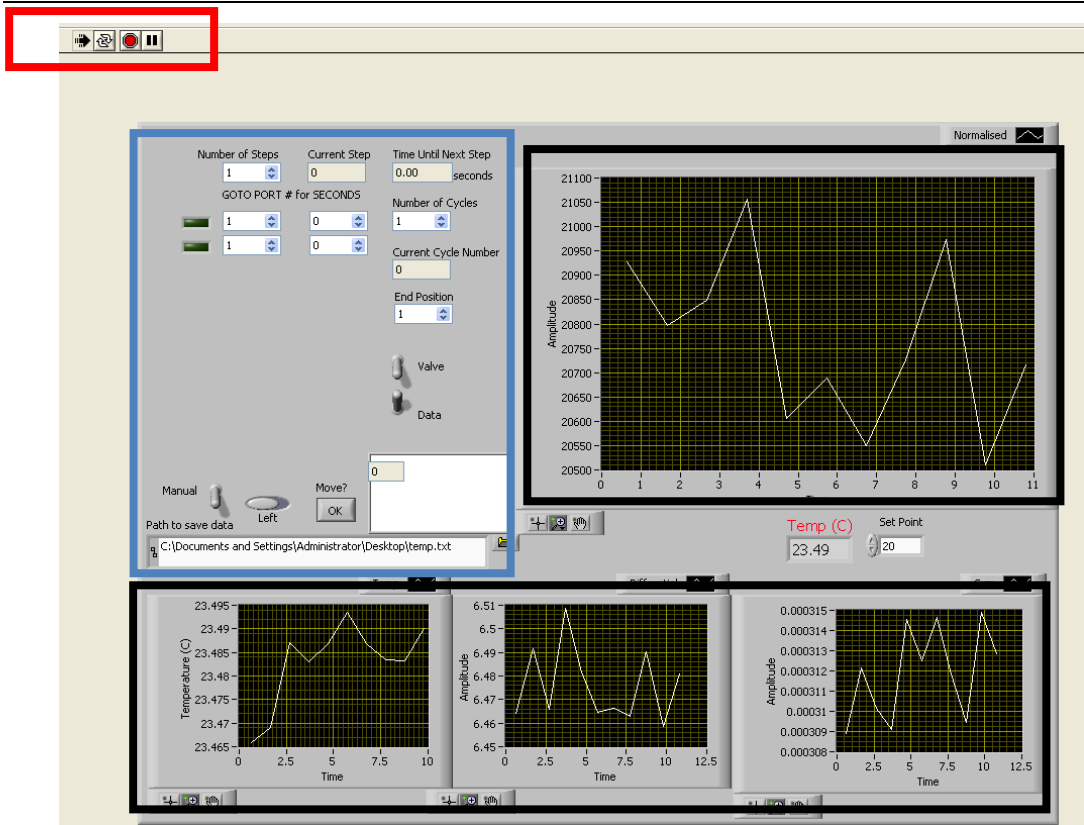 Normalised
Number of Steps Current Step Time Until Next Step
1 0 0.00 seconds
GOTO PORT # for SECONDS
Number of Cycles
1 0 1
1 0
Current Cycle Number
0
End Position
1
Valve
Data
0
Manual
Left
Move?
OK
Path to save data
C:\Documents and Settings\Administrator\Desktop\temp.txt
Amplitude
21100
21050
21000
20950
20900
20850
20800
20750
20700
20650
20600
20550
20500
0 1 2 3 4 5 6 7 8 9 10 11
Temp (C)
23.49
Set Point
20
Temperature (C)
23.495
23.49
23.485
23.48
23.475
23.47
23.465
0 2.5 5 7.5 10
Time
Amplitude
6.51
6.5
6.49
6.48
6.47
6.46
6.45
0 2.5 5 7.5 10 12.5
Time
Amplitude
0.000315
0.000314
0.000313
0.000312
0.000311
0.00031
0.000309
0.000308
0 2.5 5 7.5 10 12.5
Time